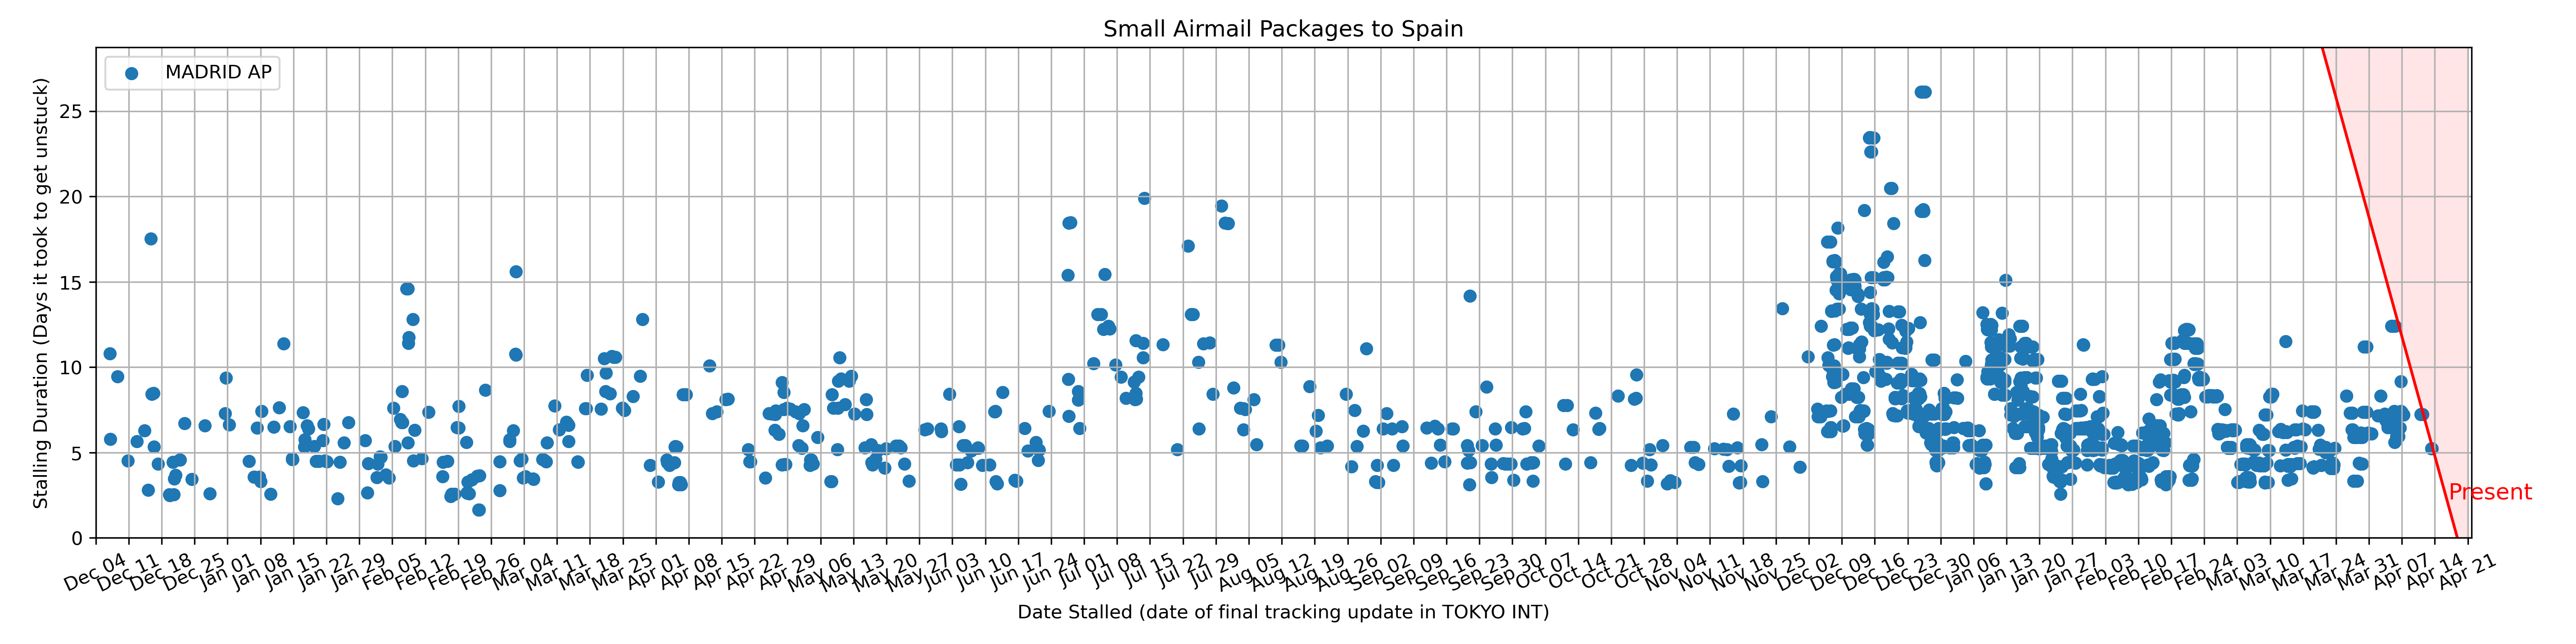 Small Airmail Packages to Spain
MADRID AP
Stalling Duration (Days it took to get unstuck)
25
20
15
10
5
0
Present
Dec 04 Dec 11 Dec 18 Dec 25 Jan 01 Jan 08 Jan 15 Jan 22 Jan 29 Feb 05 Feb 12 Feb 19 Feb 26 Mar 04 Mar 11 Mar 18 Mar 25 Apr 01 Apr 08 Apr 15 Apr 22 Apr 29 May 06 May 13 May 20 May 27 Jun 03 Jun 10 Jun 17 Jun 24 Jul 01 Jul 08 Jul 15 Jul 22 Jul 29 Aug 05 Aug 12 Aug 19 Aug 26 Sep 02 Sep 09 Sep 16 Sep 23 Sep 30 Oct 07 Oct 14 Oct 21 Oct 28 Nov 04 Nov 11 Nov 18 Nov 25 Dec 02 Dec 09 Dec 16 Dec 23 Dec 30 Jan 06 Jan 13 Jan 20 Jan 27 Feb 03 Feb 10 Feb 17 Feb 24 Mar 03 Mar 10 Mar 17 Mar 24 Mar 31 Apr 07 Apr 14 Apr 21
Date Stalled (date of final tracking update in TOKYO INT)